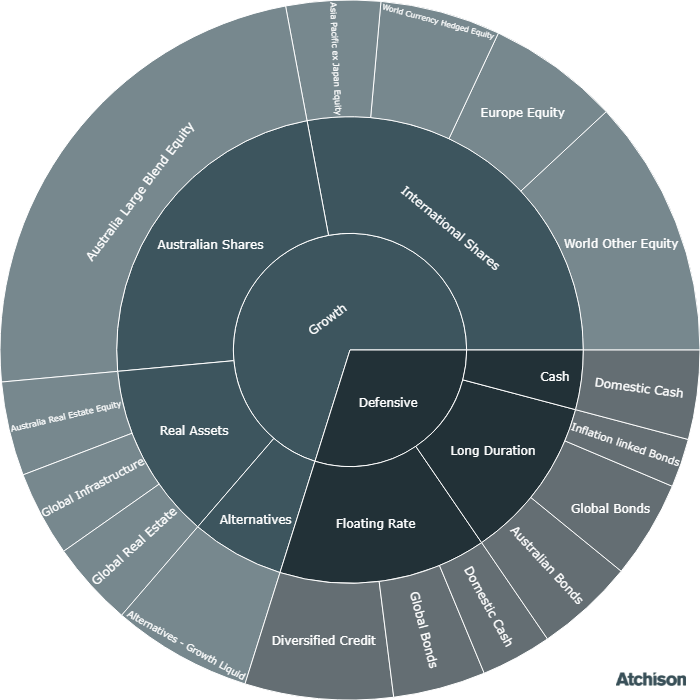 Growth
Defensive
Australian Shares
International Shares
Real Assets
Alternatives
Floating Rate
Long Duration
Cash
Australia Large Blend Equity
Asia Pacific ex Japan Equity
World Currency Hedged Equity
Europe Equity
World Other Equity
Australia Real Estate Equity
Global Infrastructure
Global Real Estate
Alternatives - Growth Liquid
Diversified Credit
Global Bonds
Domestic Cash
Australian Bonds
Global Bonds
Inflation linked Bonds
Domestic Cash
Atchison